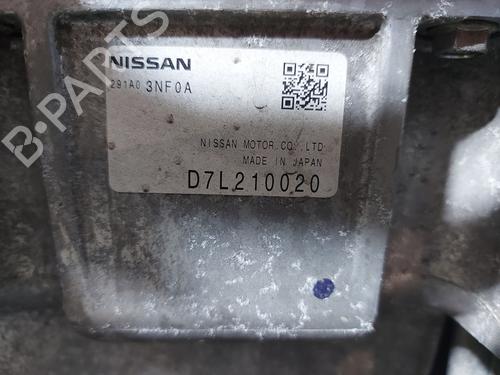 B-PARTS
NISSAN
291A0 3NF0A
NISSAN MOTOR CO.,LTD
MADE IN JAPAN
D7L210020